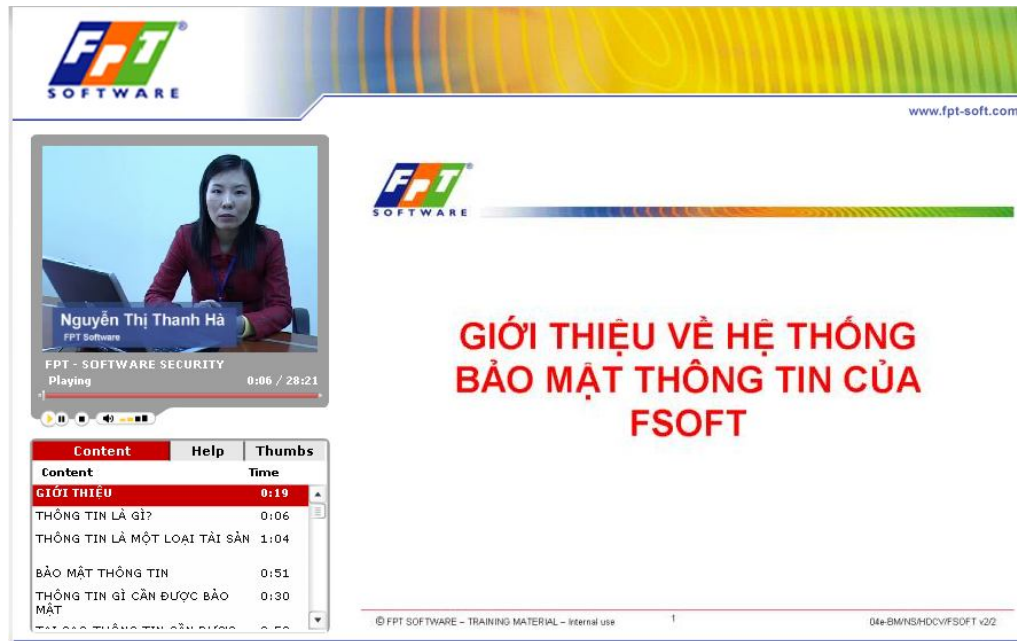 FPT
SOFTWARE
www.fpt-soft.com
Nguyễn Thị Thanh Hà
FPT Software
FPT - SOFTWARE SECURITY
Playing 0:06 / 28:21
Content Help Thumbs
Content Time
GIỚI THIỆU 0:19
THÔNG TIN LÀ GÌ? 0:06
THÔNG TIN LÀ MỘT LOẠI TÀI SẢN 1:04
BẢO MẬT THÔNG TIN 0:51
THÔNG TIN GÌ CẦN ĐƯỢC BẢO 0:30
MẬT
FPT
SOFTWARE
GIỚI THIỆU VỀ HỆ THỐNG
BẢO MẬT THÔNG TIN CỦA
FSOFT
© FPT SOFTWARE – TRAINING MATERIAL – Internal use 1 04e-BM/NS/HDCV/FSOFT v2/2